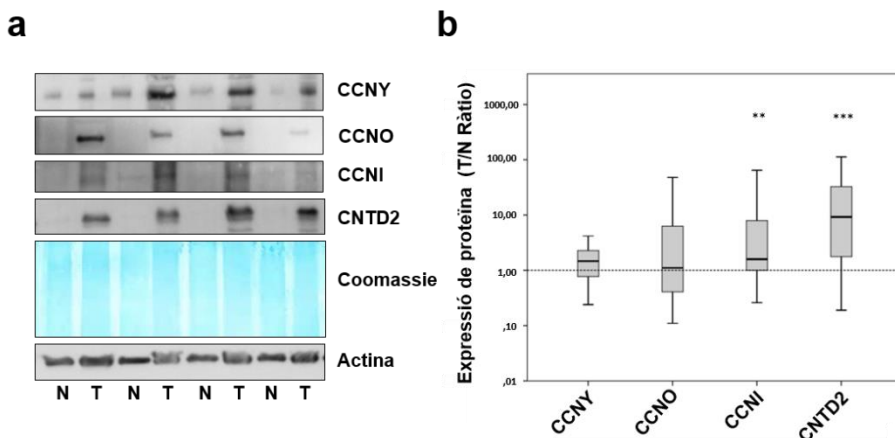 a
CCNY
CCNO
CCNI
CNTD2
Coomassie
Actina
N T N T N T N T
b
Expressió de proteïna (T/N Ràtio)
1000,00
100,00
10,00
1,00
,10
,01
**
***
CCNY
CCNO
CCNI
CNTD2